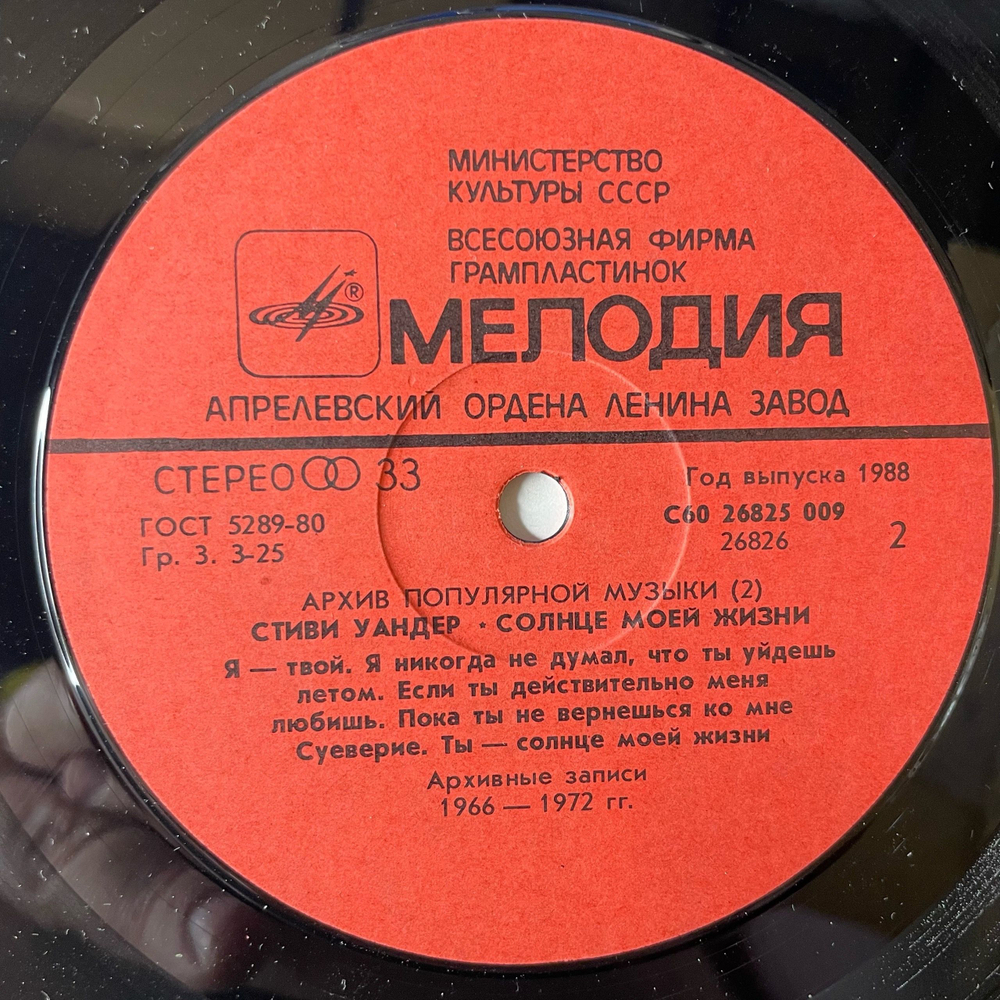 МИНИСТЕРСТВО
КУЛЬТУРЫ СССР
ВСЕСОЮЗНАЯ ФИРМА
ГРАМПЛАСТИНОК
®
МЕЛОДИЯ
АПРЕЛЕВСКИЙ ОРДЕНА ЛЕНИНА ЗАВОД
СТЕРЕО 33
Год выпуска 1988
ГОСТ 5289-80
С60 26825 009
Гр. 3. 3-25
26826
2
АРХИВ ПОПУЛЯРНОЙ МУЗЫКИ (2)
СТИВИ УАНДЕР ⋆ СОЛНЦЕ МОЕЙ ЖИЗНИ
Я — твой. Я никогда не думал, что ты уйдешь
летом. Если ты действительно меня
любишь. Пока ты не вернешься ко мне
Суеверие. Ты — солнце моей жизни
Архивные записи
1966 — 1972 гг.